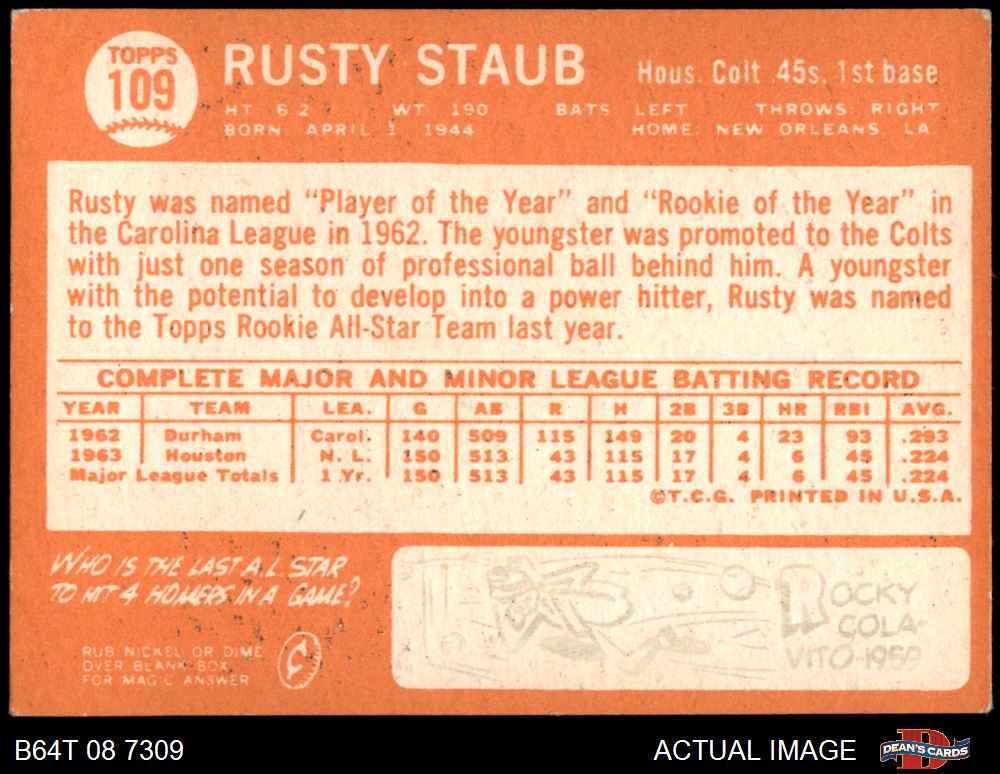 TOPPS
109
RUSTY STAUB
Hous. Colt .45s, 1st base
HT 6 2 WT 190 BATS LEFT THROWS: RIGHT
BORN APRIL 1 1944 HOME: NEW ORLEANS LA
Rusty was named "Player of the Year" and "Rookie of the Year" in
the Carolina League in 1962. The youngster was promoted to the Colts
with just one season of professional ball behind him. A youngster
with the potential to develop into a power hitter, Rusty was named
to the Topps Rookie All-Star Team last year.
COMPLETE MAJOR AND MINOR LEAGUE BATTING RECORD
YEAR TEAM LEA. G AB R H 2B 3B HR RBI AVG.
1962 Durham Carol. 140 509 115 149 20 4 23 93 .293
1963 Houston N. L. 150 513 43 115 17 4 6 45 .224
Major League Totals 1 Yr. 150 513 43 115 17 4 6 45 .224
©T.C.G. PRINTED IN U.S.A.
WHO IS THE LAST A.L STAR
TO HIT 4 HOMERS IN A GAME?
RUB NICKEL OR DIME
OVER BLANK BOX
FOR MAGIC ANSWER
ROCKY
COLA-
VITO-1959
B64T 08 7309
ACTUAL IMAGE
DEAN'S CARDS